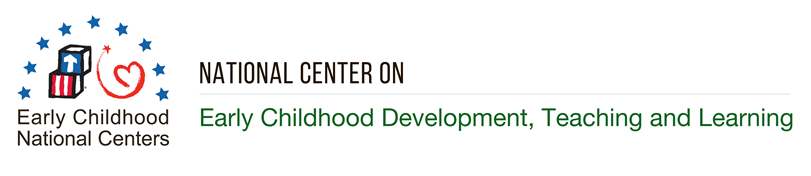 Early Childhood
National Centers
NATIONAL CENTER ON
Early Childhood Development, Teaching and Learning